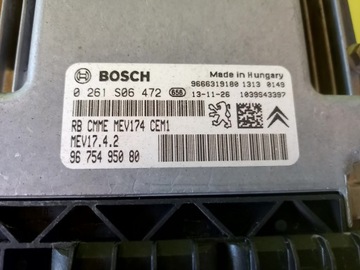 BOSCH
Made in Hungary
9666319180 1313 0149
0 261 S06 472 656 13-11-26 1039S43397
RB CMME MEV174 CEM1
MEV17.4.2
96 754 950 80